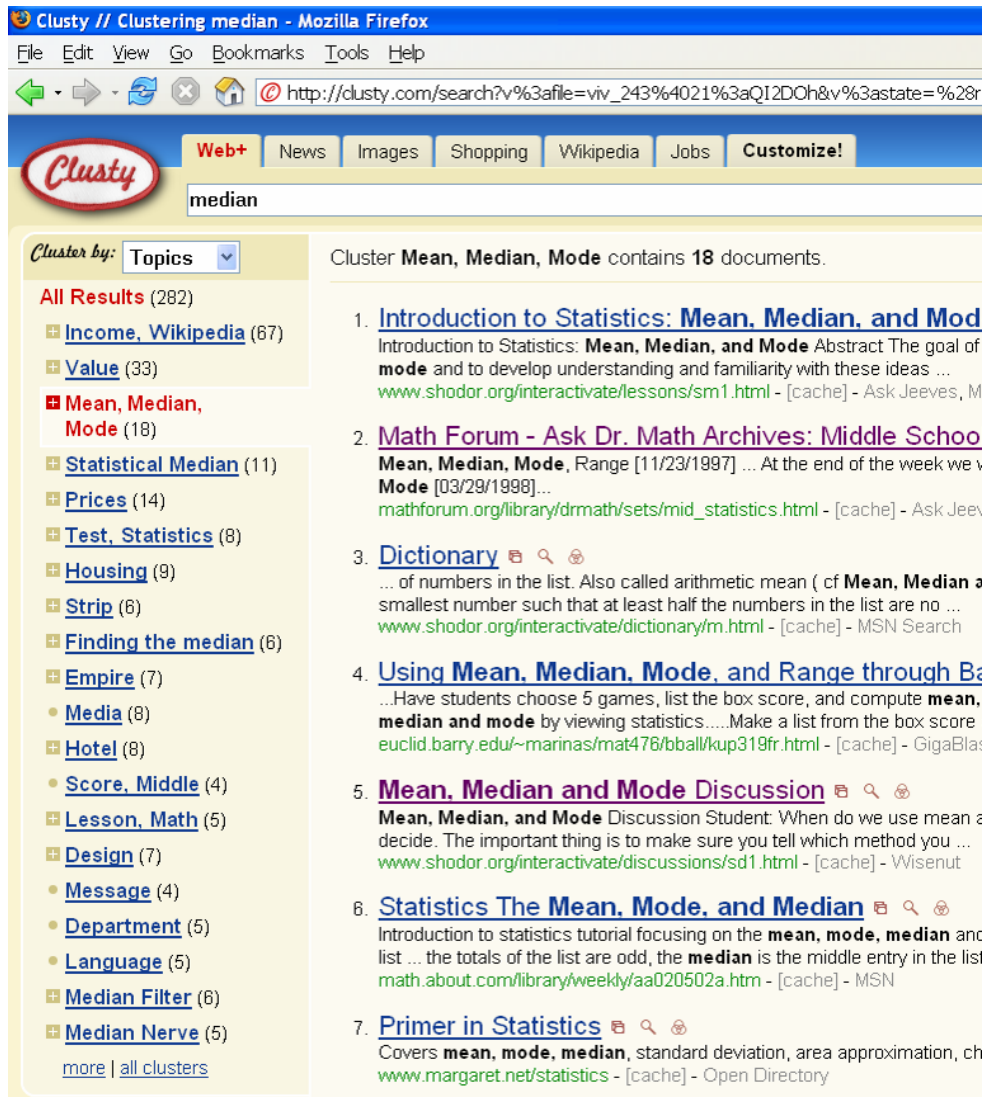 Clusty // Clustering median - Mozilla Firefox
File Edit View Go Bookmarks Tools Help
http://clusty.com/search?v%3afile=viv_243%4021%3aQI2DOh&v%3astate=%28r
Clusty
Web+ News Images Shopping Wikipedia Jobs Customize!
median
Cluster by: Topics
All Results (282)
Income, Wikipedia (67)
Value (33)
Mean, Median,
Mode (18)
Statistical Median (11)
Prices (14)
Test, Statistics (8)
Housing (9)
Strip (6)
Finding the median (6)
Empire (7)
Media (8)
Hotel (8)
Score, Middle (4)
Lesson, Math (5)
Design (7)
Message (4)
Department (5)
Language (5)
Median Filter (6)
Median Nerve (5)
more | all clusters
Cluster Mean, Median, Mode contains 18 documents.
1. Introduction to Statistics: Mean, Median, and Mod
Introduction to Statistics: Mean, Median, and Mode Abstract The goal of
mode and to develop understanding and familiarity with these ideas ...
www.shodor.org/interactivate/lessons/sm1.html - [cache] - Ask Jeeves, M
2. Math Forum - Ask Dr. Math Archives: Middle Schoo
Mean, Median, Mode, Range [11/23/1997] ... At the end of the week we
Mode [03/29/1998]...
mathforum.org/library/drmath/sets/mid_statistics.html - [cache] - Ask Jeev
3. Dictionary
... of numbers in the list. Also called arithmetic mean ( cf Mean, Median a
smallest number such that at least half the numbers in the list are no ...
www.shodor.org/interactivate/dictionary/m.html - [cache] - MSN Search
4. Using Mean, Median, Mode, and Range through Ba
...Have students choose 5 games, list the box score, and compute mean,
median and mode by viewing statistics.....Make a list from the box score
euclid.barry.edu/~marinas/mat476/bball/kup319fr.html - [cache] - GigaBlas
5. Mean, Median and Mode Discussion
Mean, Median, and Mode Discussion Student: When do we use mean a
decide. The important thing is to make sure you tell which method you ...
www.shodor.org/interactivate/discussions/sd1.html - [cache] - Wisenut
6. Statistics The Mean, Mode, and Median
Introduction to statistics tutorial focusing on the mean, mode, median and
list ... the totals of the list are odd, the median is the middle entry in the list
math.about.com/library/weekly/aa020502a.htm - [cache] - MSN
7. Primer in Statistics
Covers mean, mode, median, standard deviation, area approximation, ch
www.margaret.net/statistics - [cache] - Open Directory